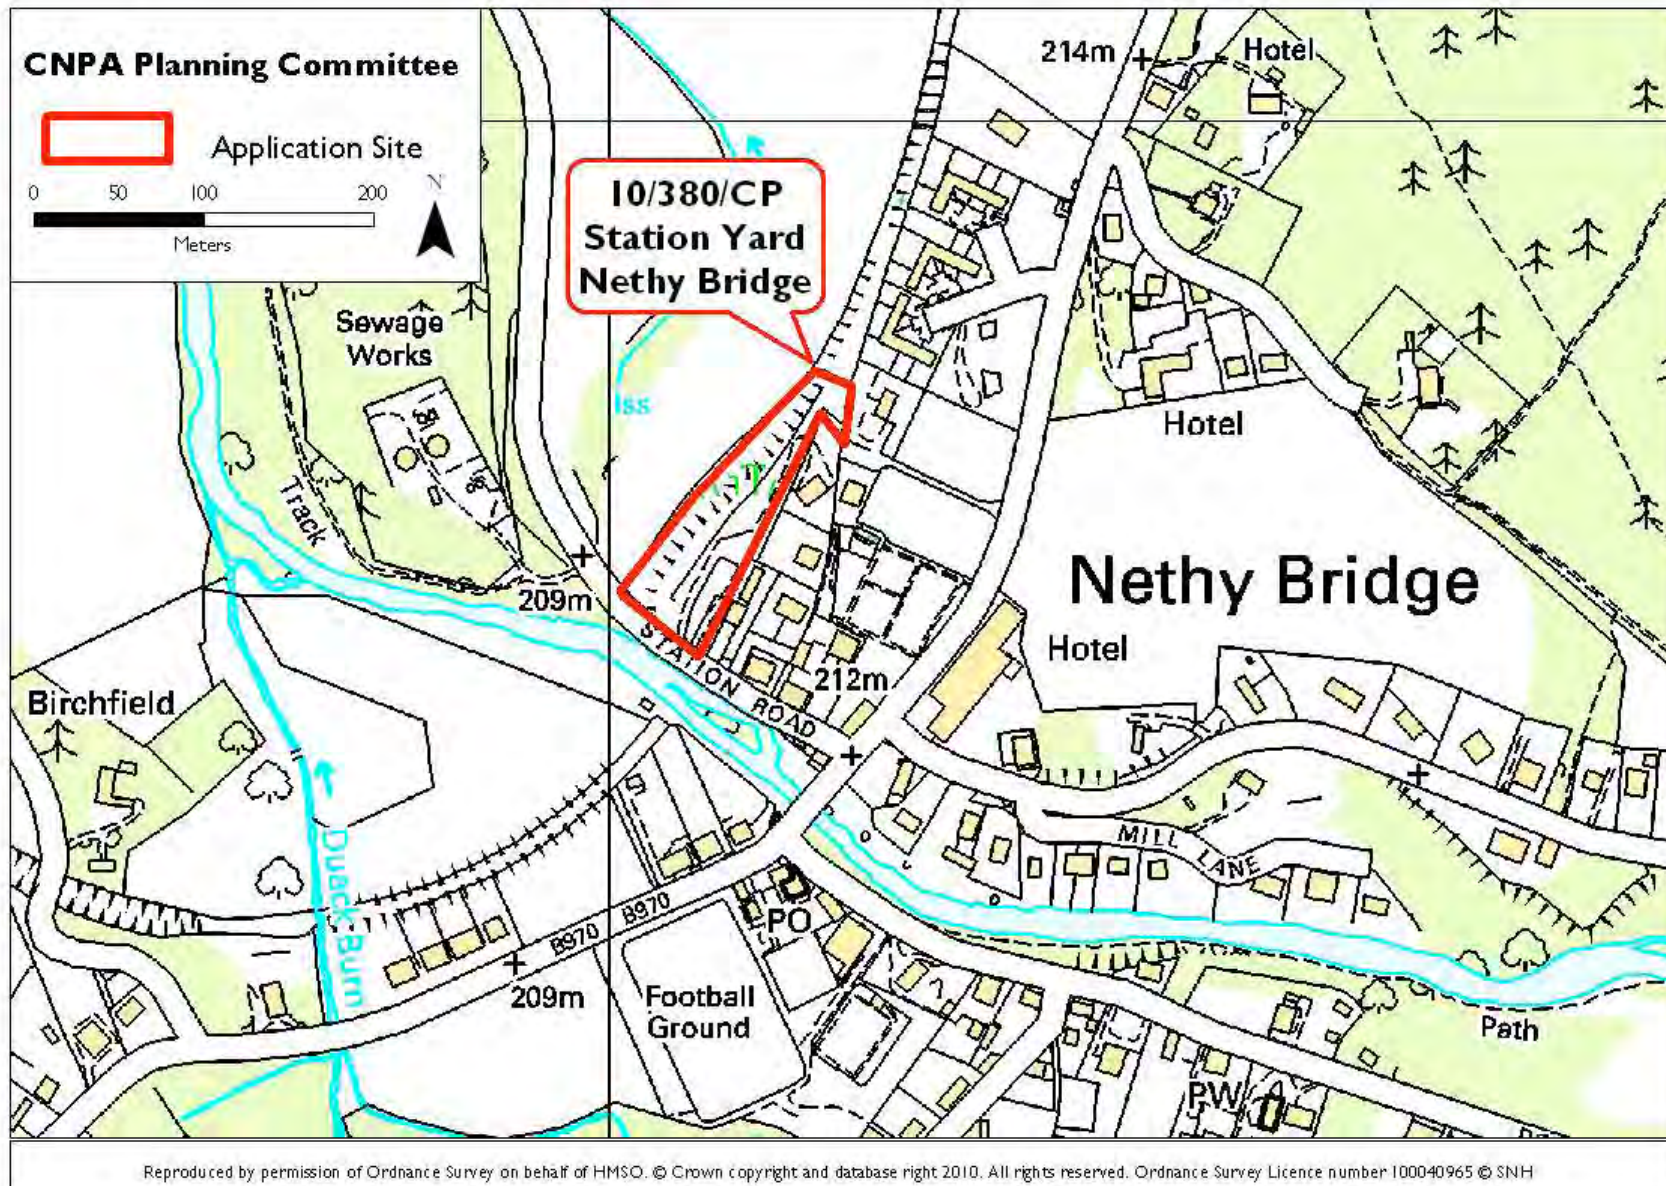 CNPA Planning Committee
Application Site
0 50 100 200
N
Meters
10/380/CP
Station Yard
Nethy Bridge
214m
Hotel
Sewage
Works
Iss
Hotel
Track
209m
STATION ROAD
Nethy Bridge
Hotel
212m
Birchfield
Duack Burn
MILL LANE
B970
B970
PO
209m
Football
Ground
Path
PW
Reproduced by permission of Ordnance Survey on behalf of HMSO. © Crown copyright and database right 2010. All rights reserved. Ordnance Survey Licence number 100040965 © SNH